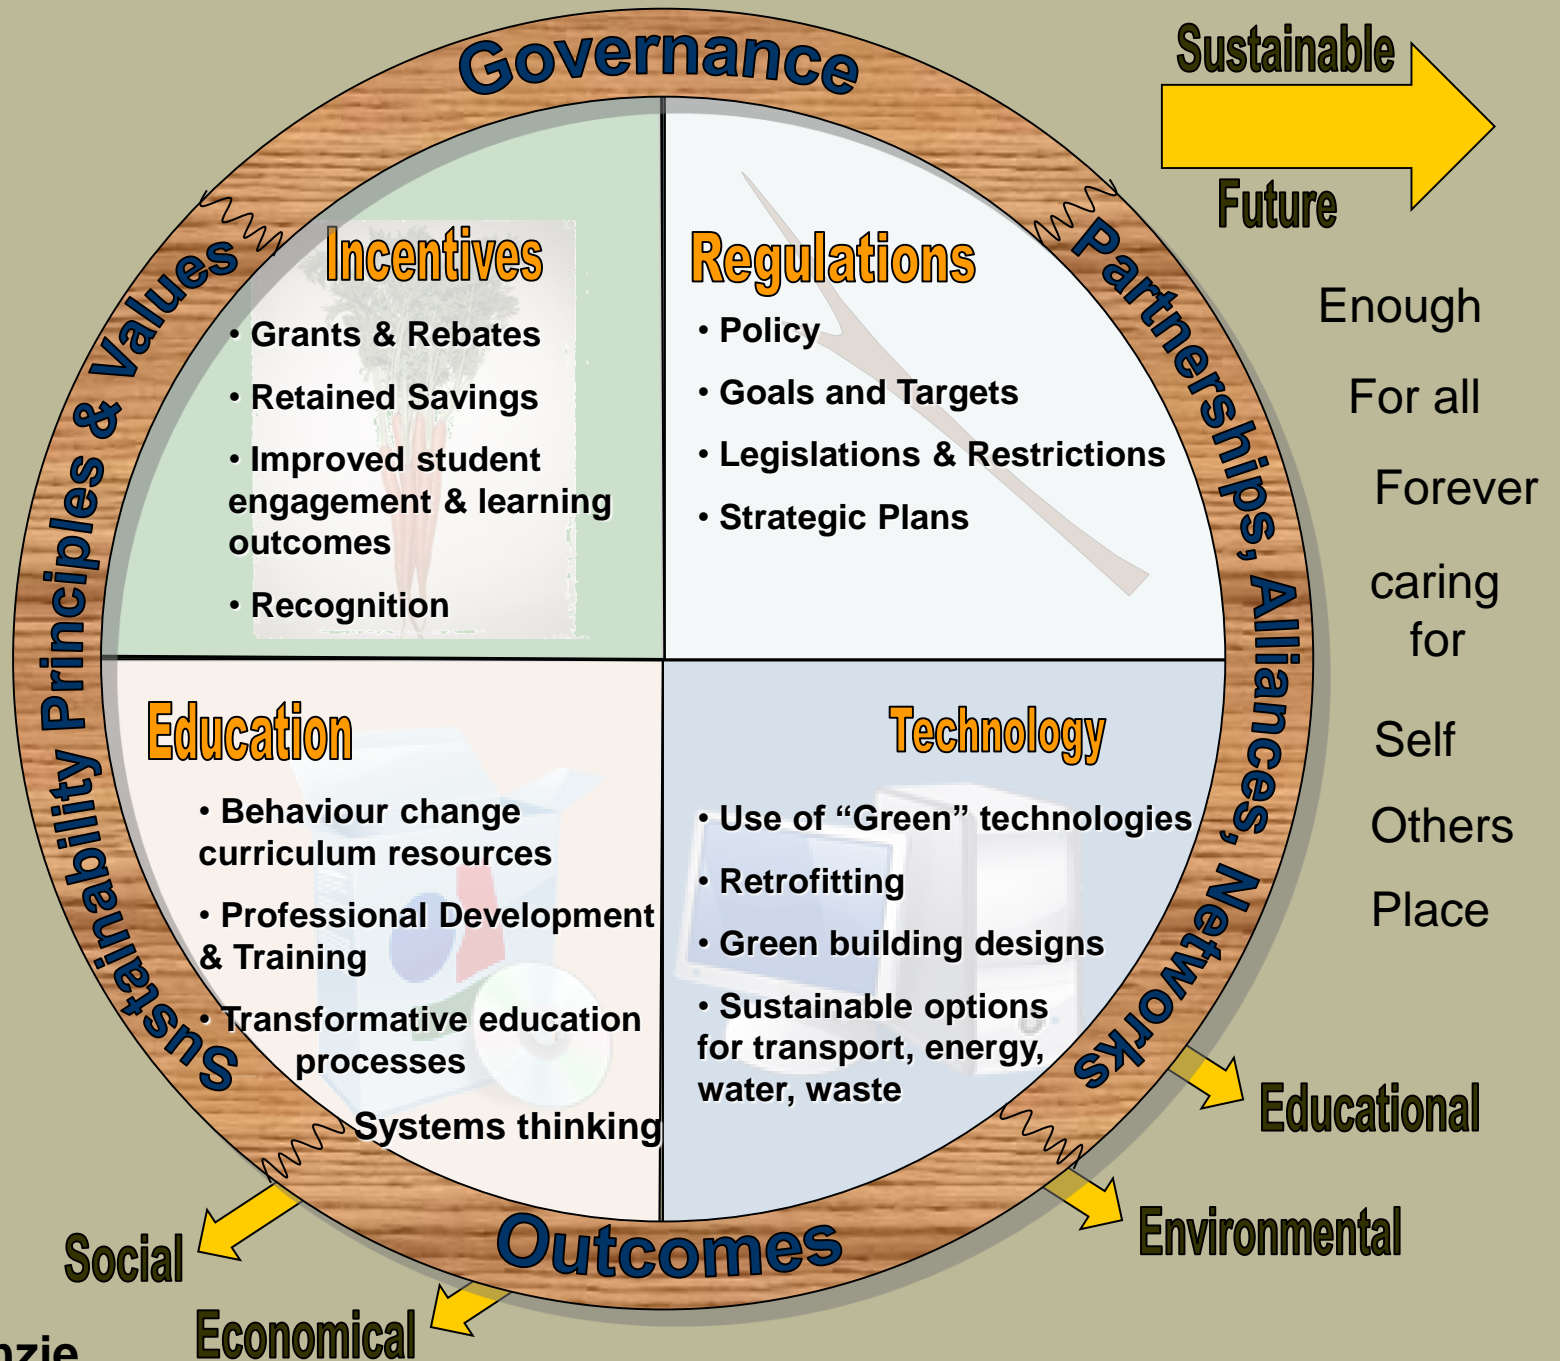 Governance
Sustainable
Future
Sustainability Principles & Values
Partnerships, Alliances, Networks
Incentives
• Grants & Rebates
• Retained Savings
• Improved student
engagement & learning
outcomes
• Recognition
Regulations
• Policy
• Goals and Targets
• Legislations & Restrictions
• Strategic Plans
Education
• Behaviour change
curriculum resources
• Professional Development
& Training
• Transformative education
processes
Systems thinking
Technology
• Use of “Green” technologies
• Retrofitting
• Green building designs
• Sustainable options
for transport, energy,
water, waste
Enough
For all
Forever
caring
for
Self
Others
Place
Outcomes
Educational
Environmental
Social
Economical